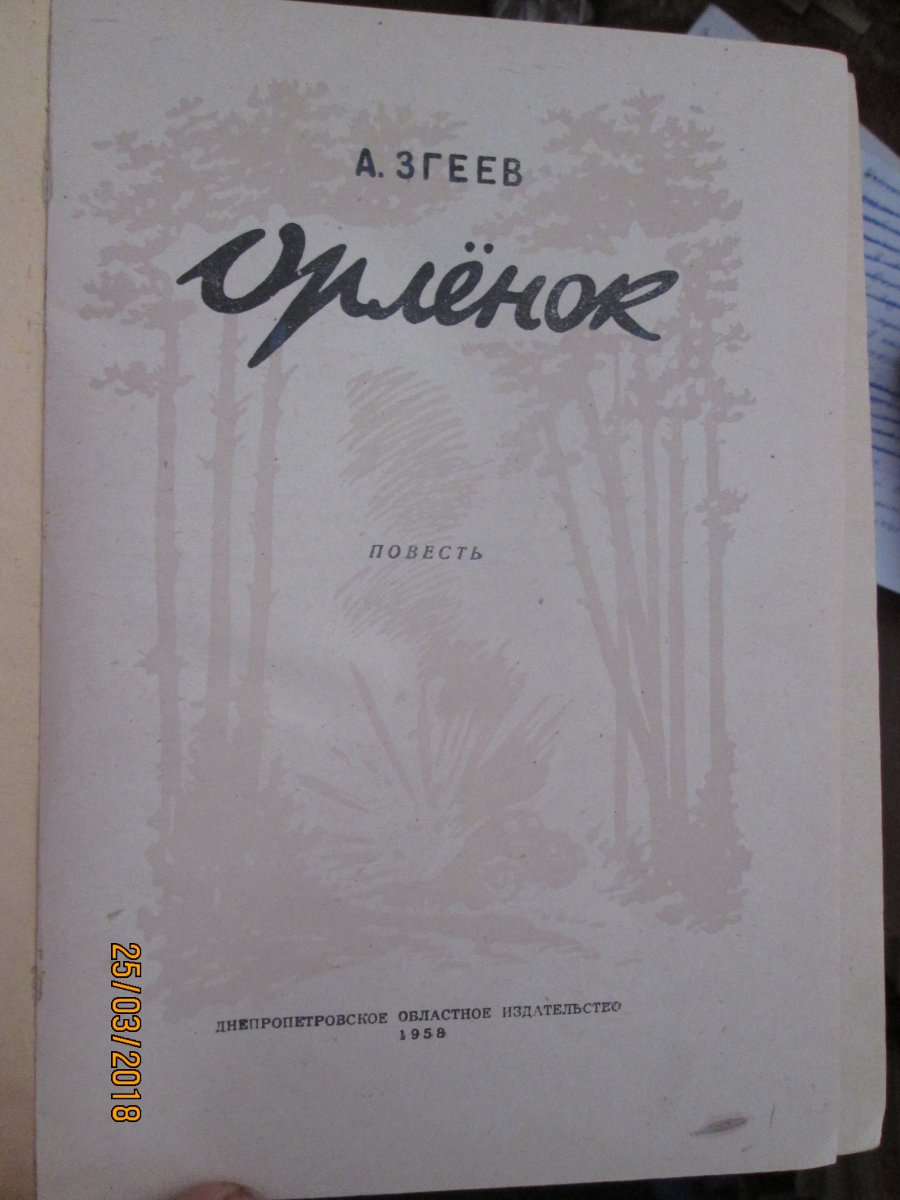 А. ЗГЕЕВ
Орлёнок
ПОВЕСТЬ
ДНЕПРОПЕТРОВСКОЕ ОБЛАСТНОЕ ИЗДАТЕЛЬСТВО
1958
25/03/2018